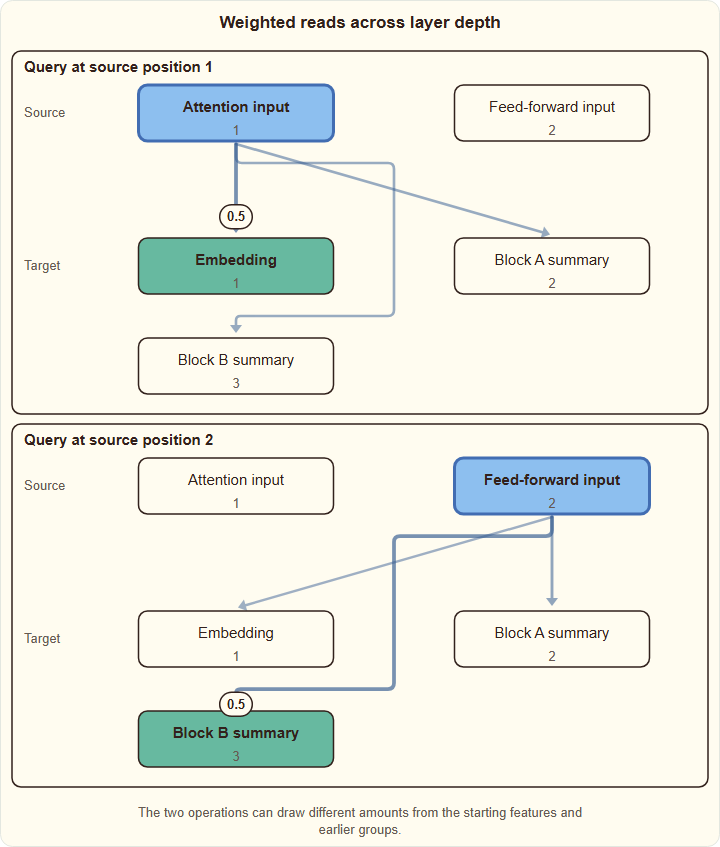 Weighted reads across layer depth
Query at source position 1
Source
Attention input
1
Feed-forward input
2
0.5
Target
Embedding
1
Block A summary
2
Block B summary
3
Query at source position 2
Source
Attention input
1
Feed-forward input
2
Target
Embedding
1
Block A summary
2
0.5
Block B summary
3
The two operations can draw different amounts from the starting features and
earlier groups.